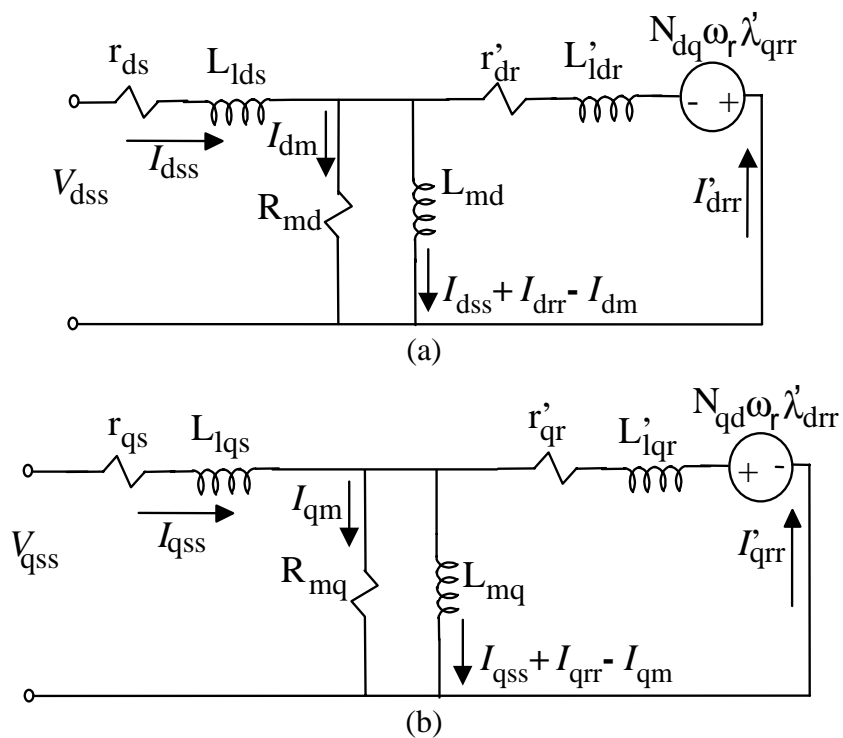 N_dq ω_r λ'_qrr
r_ds
L_lds
r'_dr
L'_ldr
- +
I_dss
I_dm
V_dss
R_md
L_md
I'_drr
I_dss + I_drr - I_dm
(a)
N_qd ω_r λ'_drr
r_qs
L_lqs
r'_qr
L'_lqr
+ -
I_qss
I_qm
V_qss
R_mq
L_mq
I'_qrr
I_qss + I_qrr - I_qm
(b)